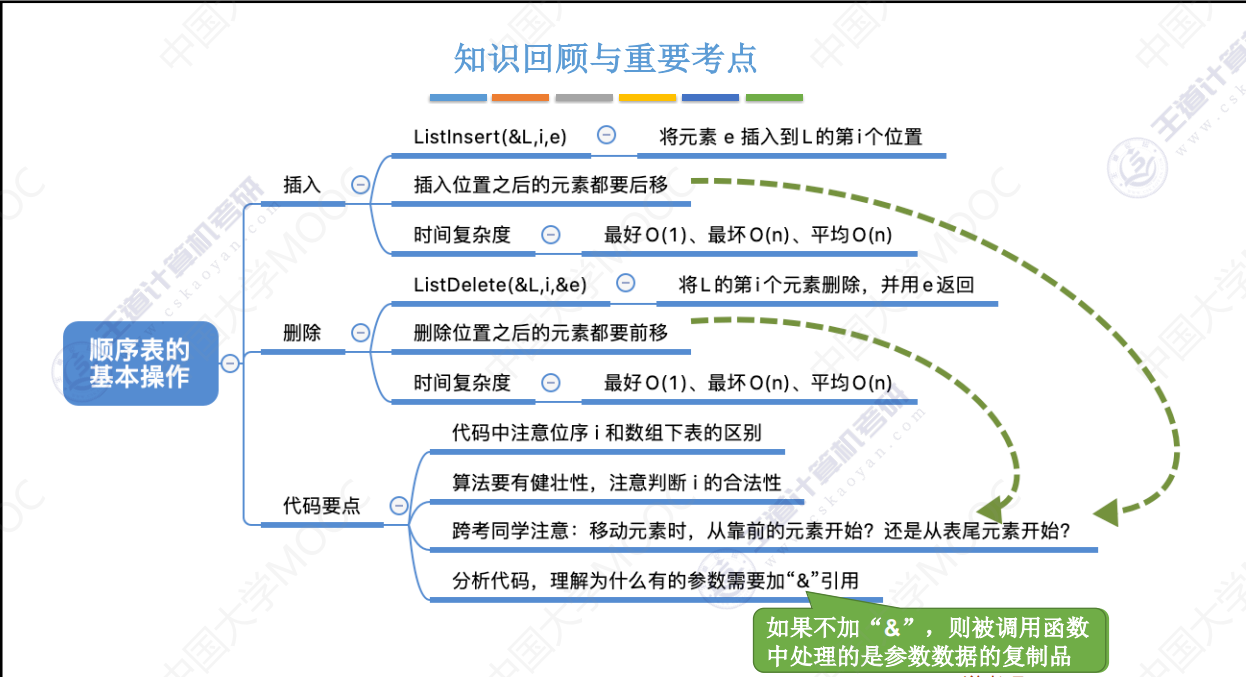 知识回顾与重要考点
ListInsert(&L,i,e)
将元素 e 插入到L的第i个位置
插入
插入位置之后的元素都要后移
时间复杂度
最好O(1)、最坏O(n)、平均O(n)
ListDelete(&L,i,&e)
将L的第i个元素删除，并用e返回
顺序表的
基本操作
删除
删除位置之后的元素都要前移
时间复杂度
最好O(1)、最坏O(n)、平均O(n)
代码中注意位序 i 和数组下表的区别
代码要点
算法要有健壮性，注意判断 i 的合法性
跨考同学注意：移动元素时，从靠前的元素开始？还是从表尾元素开始？
分析代码，理解为什么有的参数需要加“&”引用
如果不加“&”，则被调用函数
中处理的是参数数据的复制品
王道计算机考研
www.cskaoyan.com
中国大学MOOC